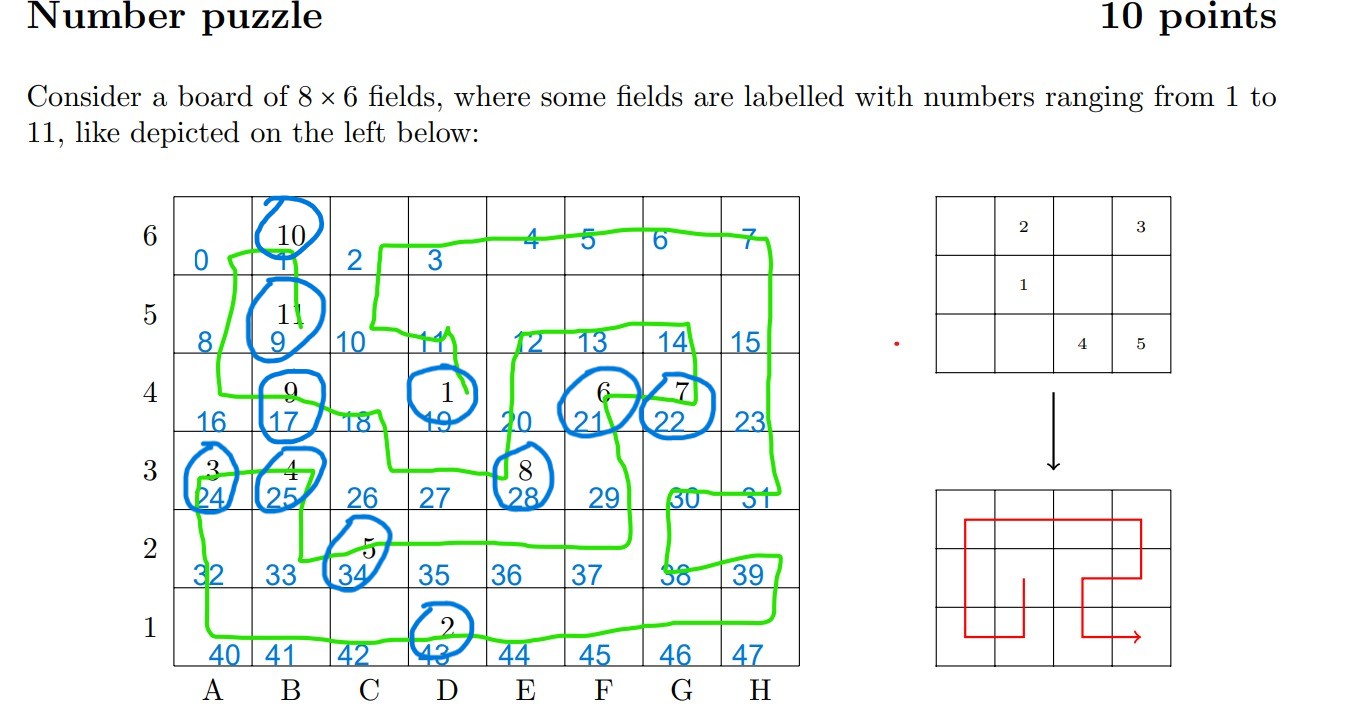 Number puzzle 10 points
Consider a board of 8 × 6 fields, where some fields are labelled with numbers ranging from 1 to
11, like depicted on the left below:
6 10
0 1 2 3 4 5 6 7
5 11
8 9 10 11 12 13 14 15
4 9 1 6 7
16 17 18 19 20 21 22 23
3 3 4 8
24 25 26 27 28 29 30 31
2 5
32 33 34 35 36 37 38 39
1 2
40 41 42 43 44 45 46 47
A B C D E F G H
2 3
1
4 5